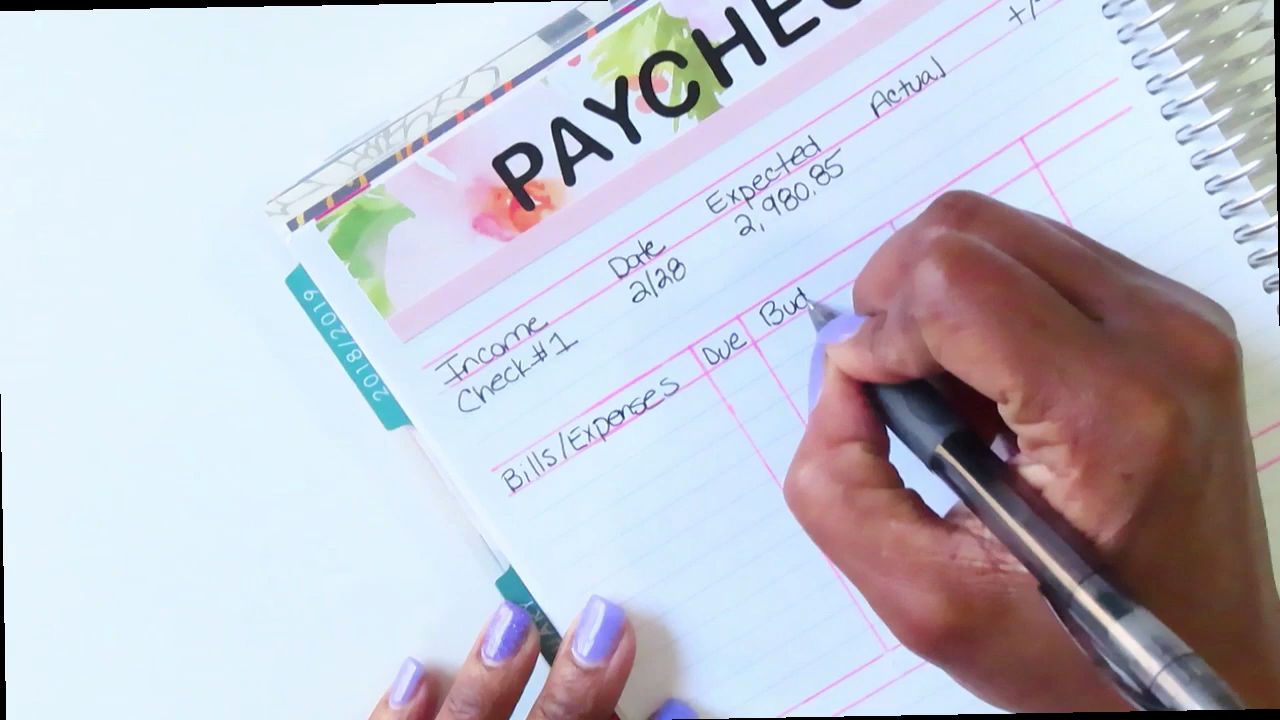 PAYCHEC
Income Date Expected Actual +/-
Check #1 2/28 2,980.85
Bills/Expenses Due Bud
2018/2019